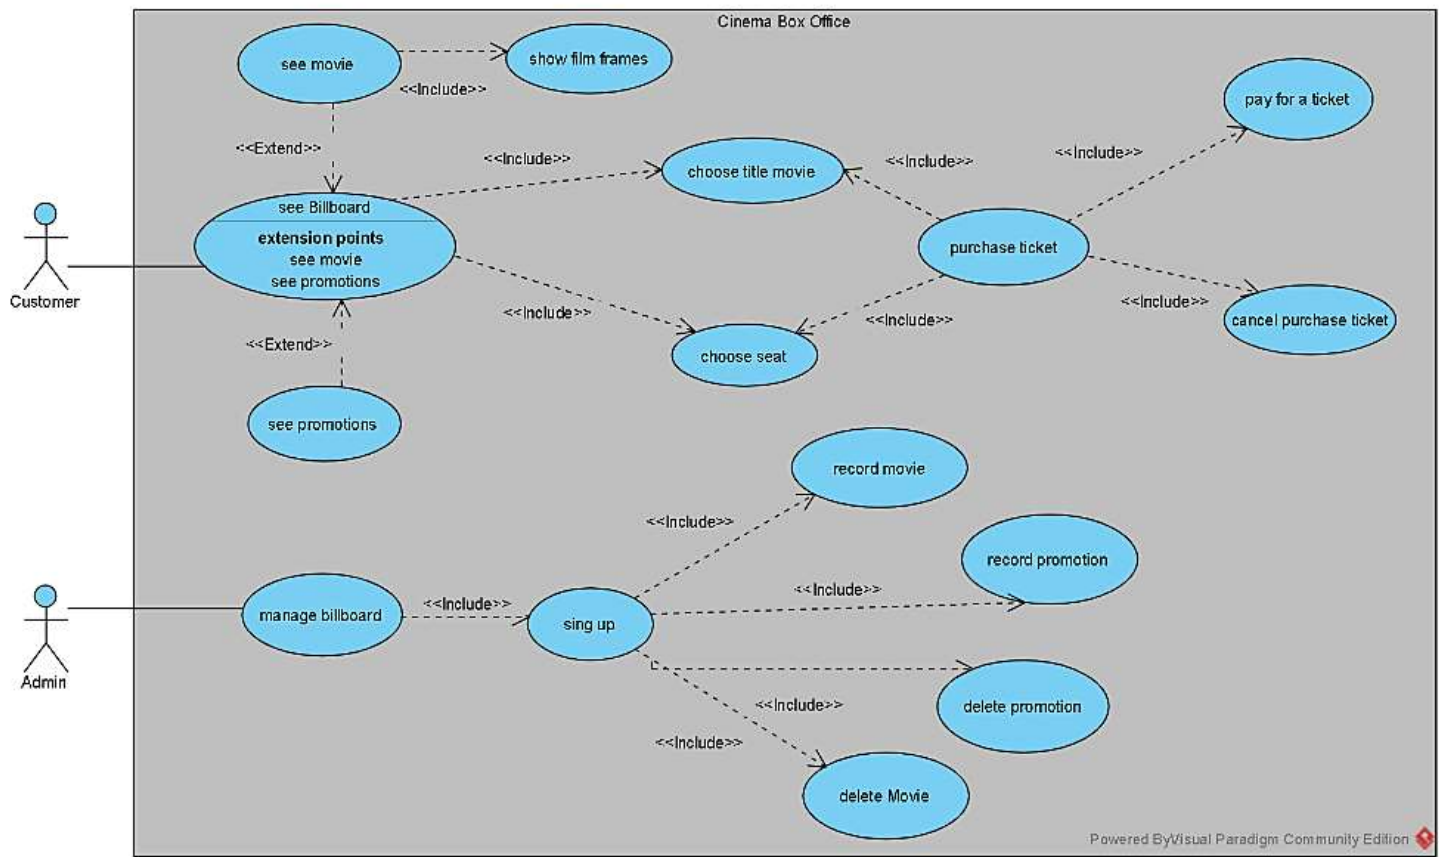 Cinema Box Office
see movie
show film frames
<<Include>>
pay for a ticket
<<Extend>>
<<Include>>
choose title movie
<<Include>>
<<Include>>
see Billboard
extension points
see movie
see promotions
purchase ticket
Customer
<<Include>>
<<Include>>
<<Include>>
cancel purchase ticket
<<Extend>>
choose seat
see promotions
record movie
<<Include>>
record promotion
<<Include>>
manage billboard
<<Include>>
sing up
Admin
delete promotion
<<Include>>
<<Include>>
delete Movie
Powered ByVisual Paradigm Community Edition